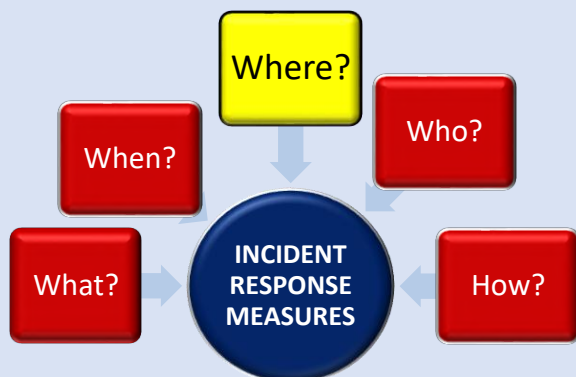 Where?
When?
Who?
What?
INCIDENT
RESPONSE
MEASURES
How?